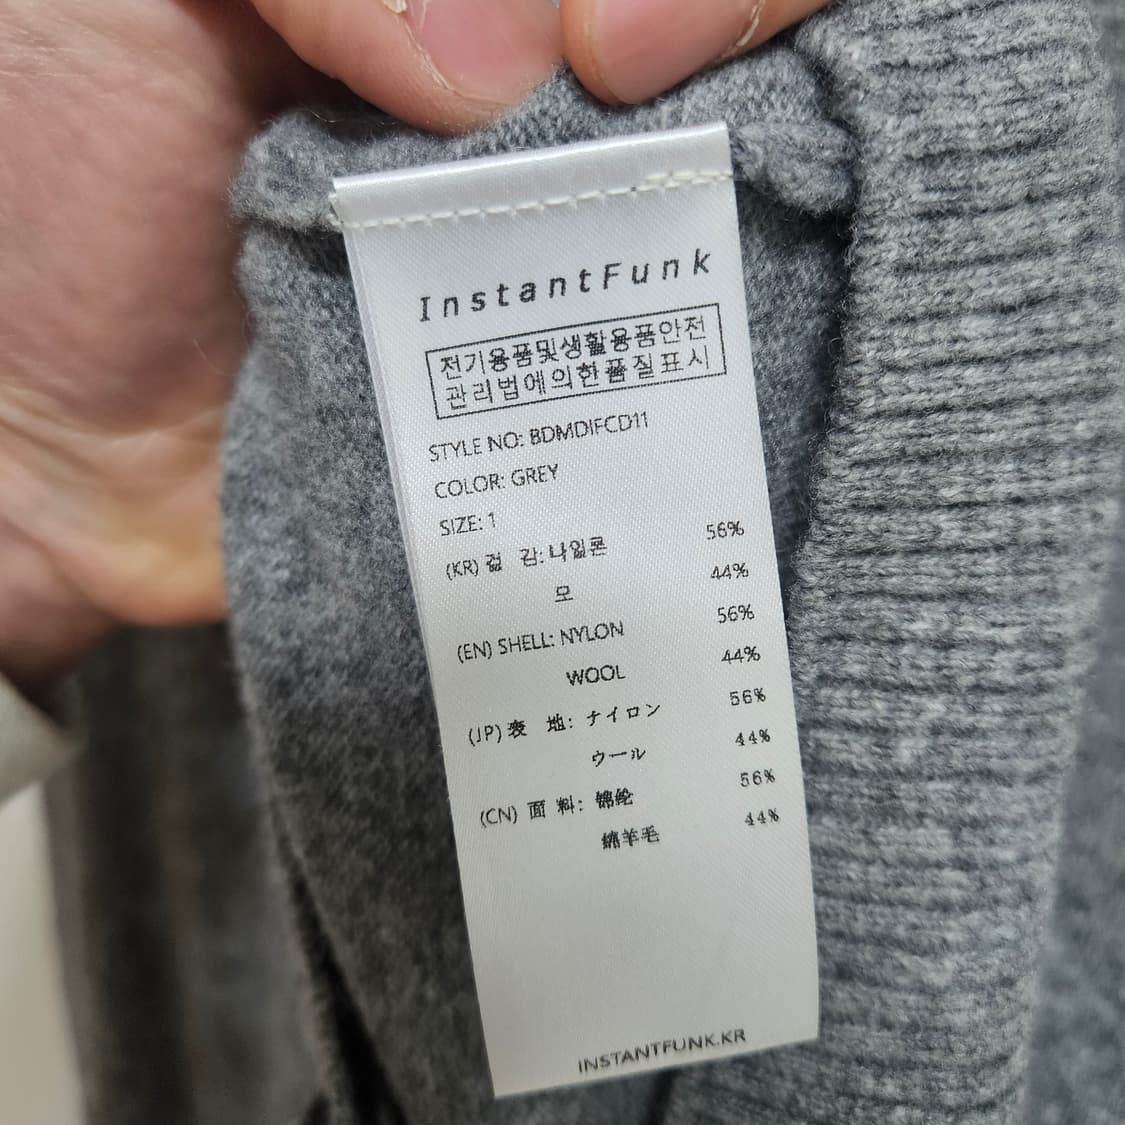 InstantFunk
전기용품및생활용품안전
관리법에의한품질표시
STYLE NO: BDMDIFCD11
COLOR: GREY
SIZE: 1
(KR) 겉 감: 나일론 56%
모 44%
(EN) SHELL: NYLON 56%
WOOL 44%
(JP) 表 地: ナイロン 56%
ウール 44%
(CN) 面 料: 锦纶 56%
绵羊毛 44%
INSTANTFUNK.KR